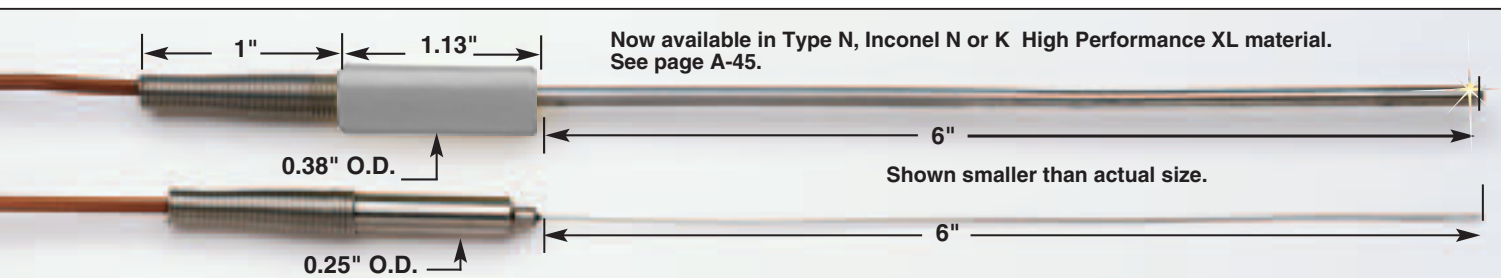 1"
1.13"
Now available in Type N, Inconel N or K High Performance XL material.
See page A-45.
6"
0.38" O.D.
Shown smaller than actual size.
6"
0.25" O.D.